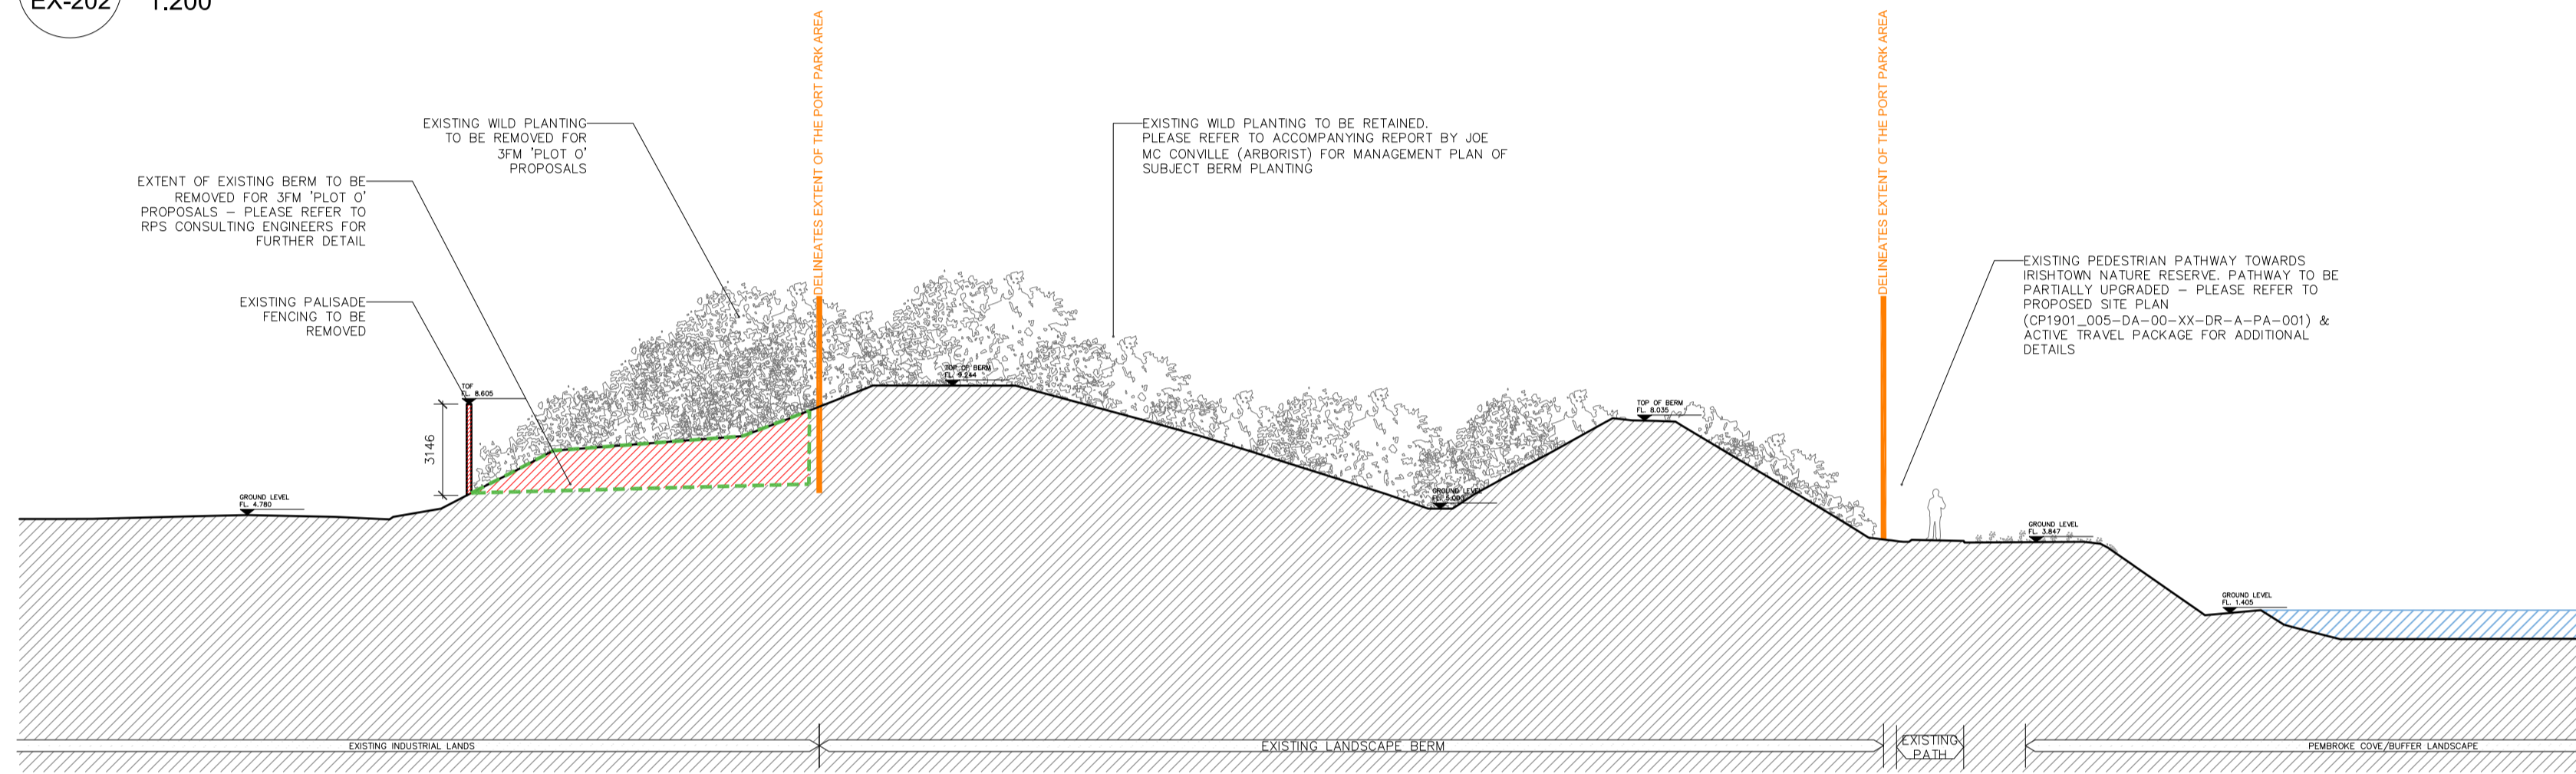 EX-202
1:200
DELINEATES EXTENT OF THE PORT PARK AREA
DELINEATES EXTENT OF THE PORT PARK AREA
EXISTING WILD PLANTING
TO BE REMOVED FOR
3FM 'PLOT O'
PROPOSALS
EXISTING WILD PLANTING TO BE RETAINED.
PLEASE REFER TO ACCOMPANYING REPORT BY JOE
MC CONVILLE (ARBORIST) FOR MANAGEMENT PLAN OF
SUBJECT BERM PLANTING
EXTENT OF EXISTING BERM TO BE
REMOVED FOR 3FM 'PLOT O'
PROPOSALS – PLEASE REFER TO
RPS CONSULTING ENGINEERS FOR
FURTHER DETAIL
EXISTING PALISADE
FENCING TO BE
REMOVED
EXISTING PEDESTRIAN PATHWAY TOWARDS
IRISHTOWN NATURE RESERVE. PATHWAY TO BE
PARTIALLY UPGRADED – PLEASE REFER TO
PROPOSED SITE PLAN
(CP1901_005-DA-00-XX-DR-A-PA-001) &
ACTIVE TRAVEL PACKAGE FOR ADDITIONAL
DETAILS
TOF
FL. 8.605
3146
TOP OF BERM
FL. 9.244
TOP OF BERM
FL. 8.035
GROUND LEVEL
FL. 4.780
GROUND LEVEL
FL. 5.000
GROUND LEVEL
FL. 3.847
GROUND LEVEL
FL. 1.405
EXISTING INDUSTRIAL LANDS
EXISTING LANDSCAPE BERM
EXISTING
PATH
PEMBROKE COVE/BUFFER LANDSCAPE